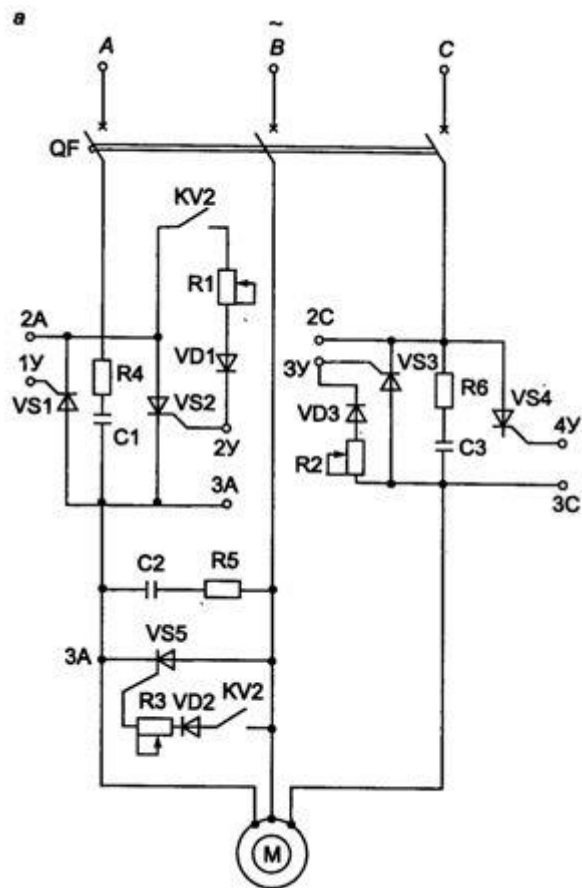 а
~
A B C
QF
KV2
R1
2A
2C
1У
3У
VS3
R4
VD1
R6
VS4
VS1
VS2
VD3
4У
C1
2У
R2
C3
3A
3C
C2 R5
VS5
3A
R3 VD2 KV2
M